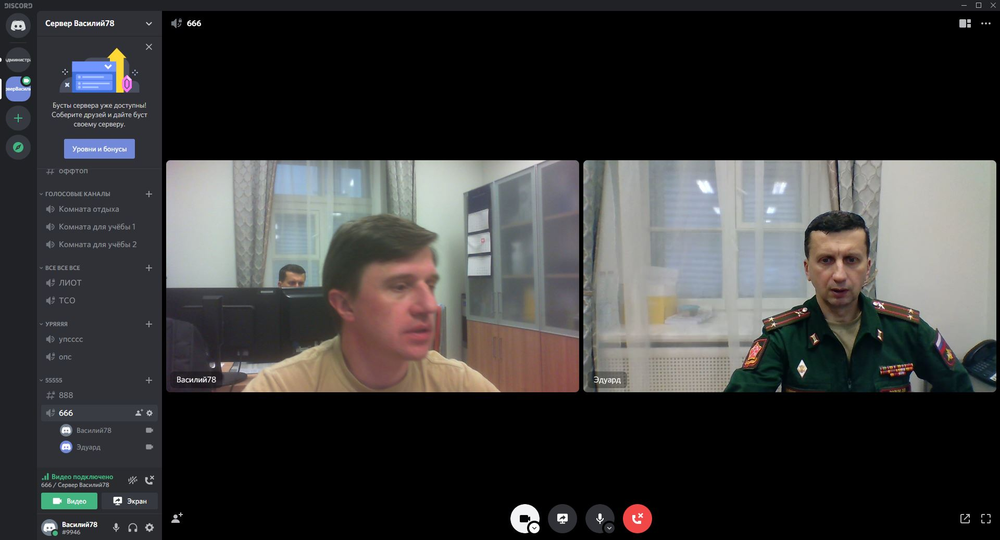 DISCORD
Сервер Василий78
666
Бусты сервера уже доступны!
Соберите друзей и дайте буст
своему серверу.
Уровни и бонусы
оффтоп
ГОЛОСОВЫЕ КАНАЛЫ
Комната отдыха
Комната для учёбы 1
Комната для учёбы 2
ВСЕ ВСЕ ВСЕ
ЛИОТ
ТСО
УРЯЯЯЯ
упсссс
опс
55555
888
666
Василий78
Эдуард
Видео подключено
666 / Сервер Василий78
Видео
Экран
Василий78
#9946
Василий78
Эдуард